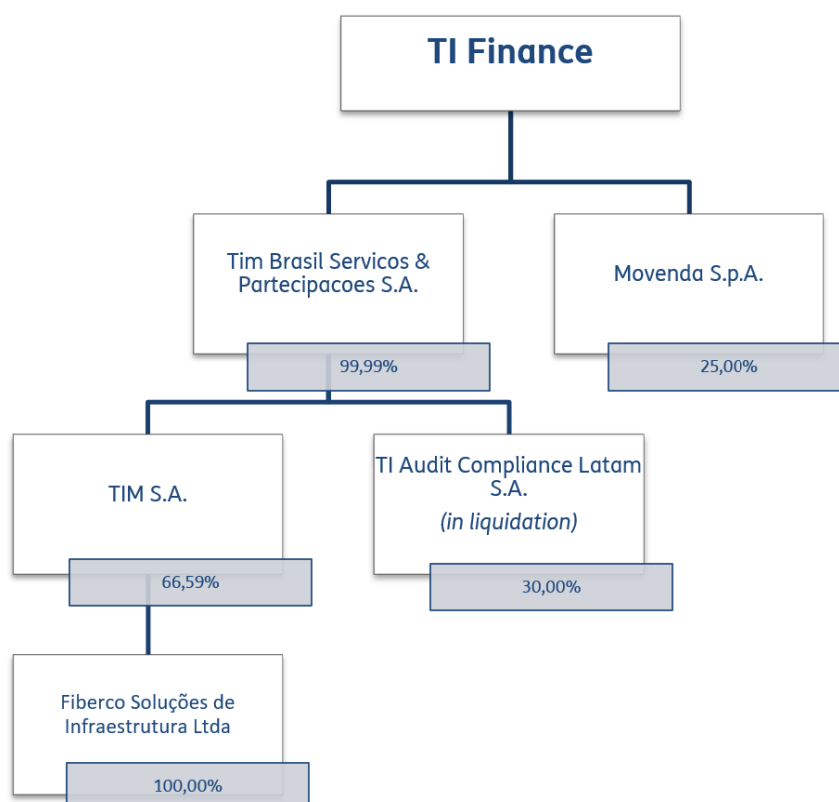 TI Finance
Tim Brasil Servicos &
Partecipacoes S.A.
99,99%
Movenda S.p.A.
25,00%
TIM S.A.
66,59%
TI Audit Compliance Latam
S.A.
(in liquidation)
30,00%
Fiberco Soluções de
Infraestrutura Ltda
100,00%